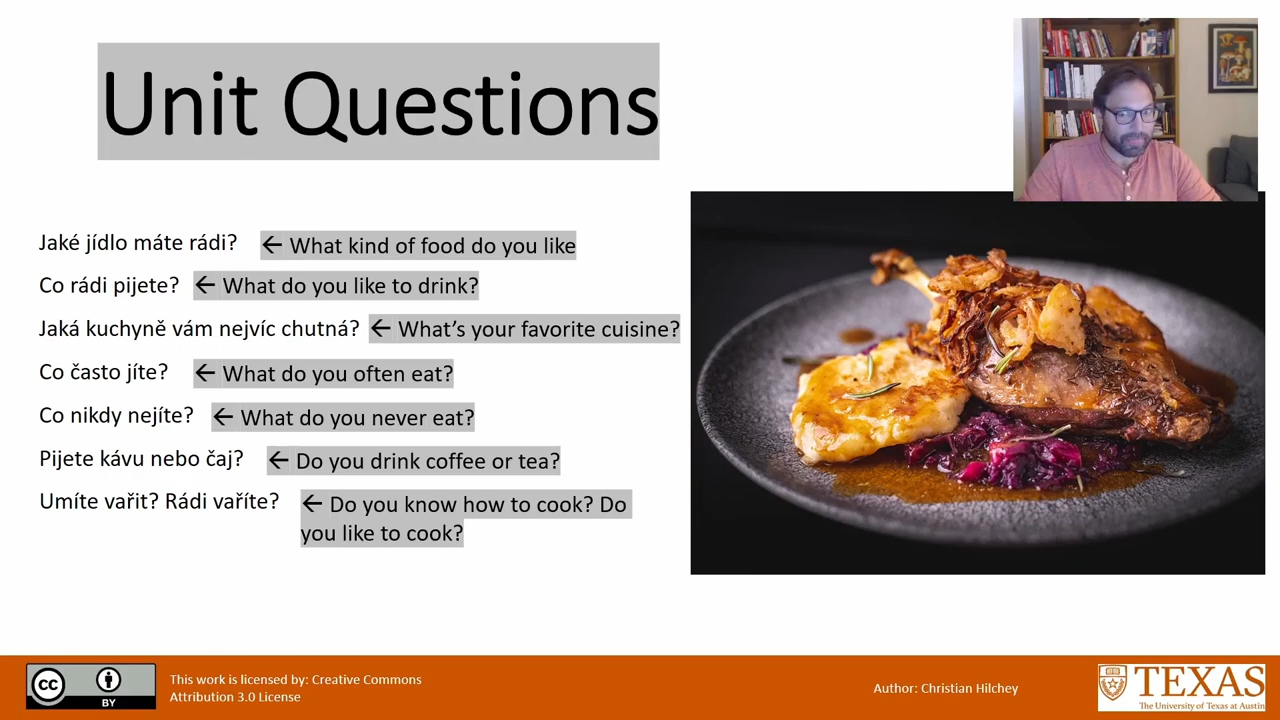 Unit Questions
Jaké jídlo máte rádi? ← What kind of food do you like
Co rádi pijete? ← What do you like to drink?
Jaká kuchyně vám nejvíc chutná? ← What's your favorite cuisine?
Co často jíte? ← What do you often eat?
Co nikdy nejíte? ← What do you never eat?
Pijete kávu nebo čaj? ← Do you drink coffee or tea?
Umíte vařit? Rádi vaříte? ← Do you know how to cook? Do
you like to cook?
cc
BY
This work is licensed by: Creative Commons
Attribution 3.0 License
Author: Christian Hilchey
TEXAS
The University of Texas at Austin